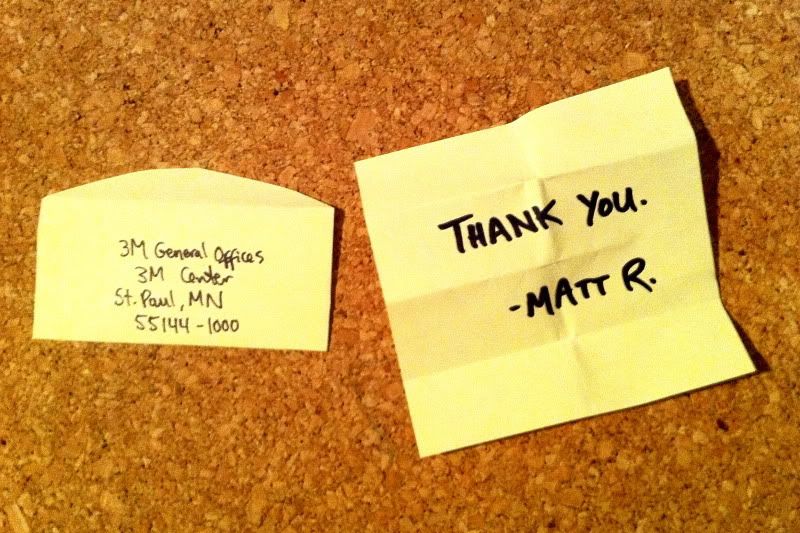 3M General Offices
3M Center
St. Paul, MN
55144-1000
THANK YOU.
-MATT R.